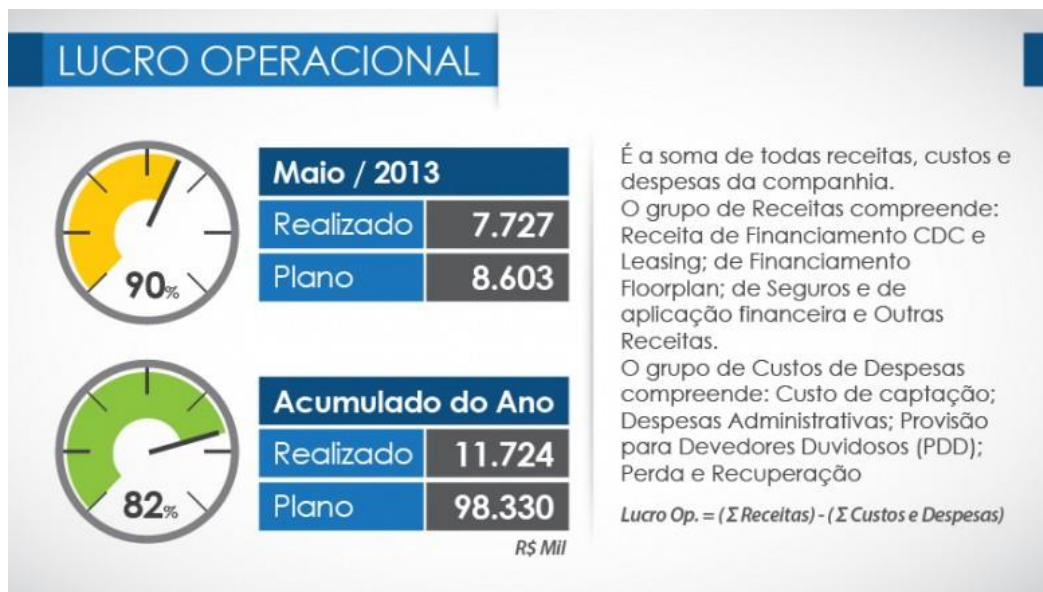 LUCRO OPERACIONAL
90%
Maio / 2013
Realizado 7.727
Plano 8.603
82%
Acumulado do Ano
Realizado 11.724
Plano 98.330
R$ Mil
É a soma de todas receitas, custos e
despesas da companhia.
O grupo de Receitas compreende:
Receita de Financiamento CDC e
Leasing; de Financiamento
Floorplan; de Seguros e de
aplicação financeira e Outras
Receitas.
O grupo de Custos de Despesas
compreende: Custo de captação;
Despesas Administrativas; Provisão
para Devedores Duvidosos (PDD);
Perda e Recuperação
Lucro Op. = (Σ Receitas) - (Σ Custos e Despesas)